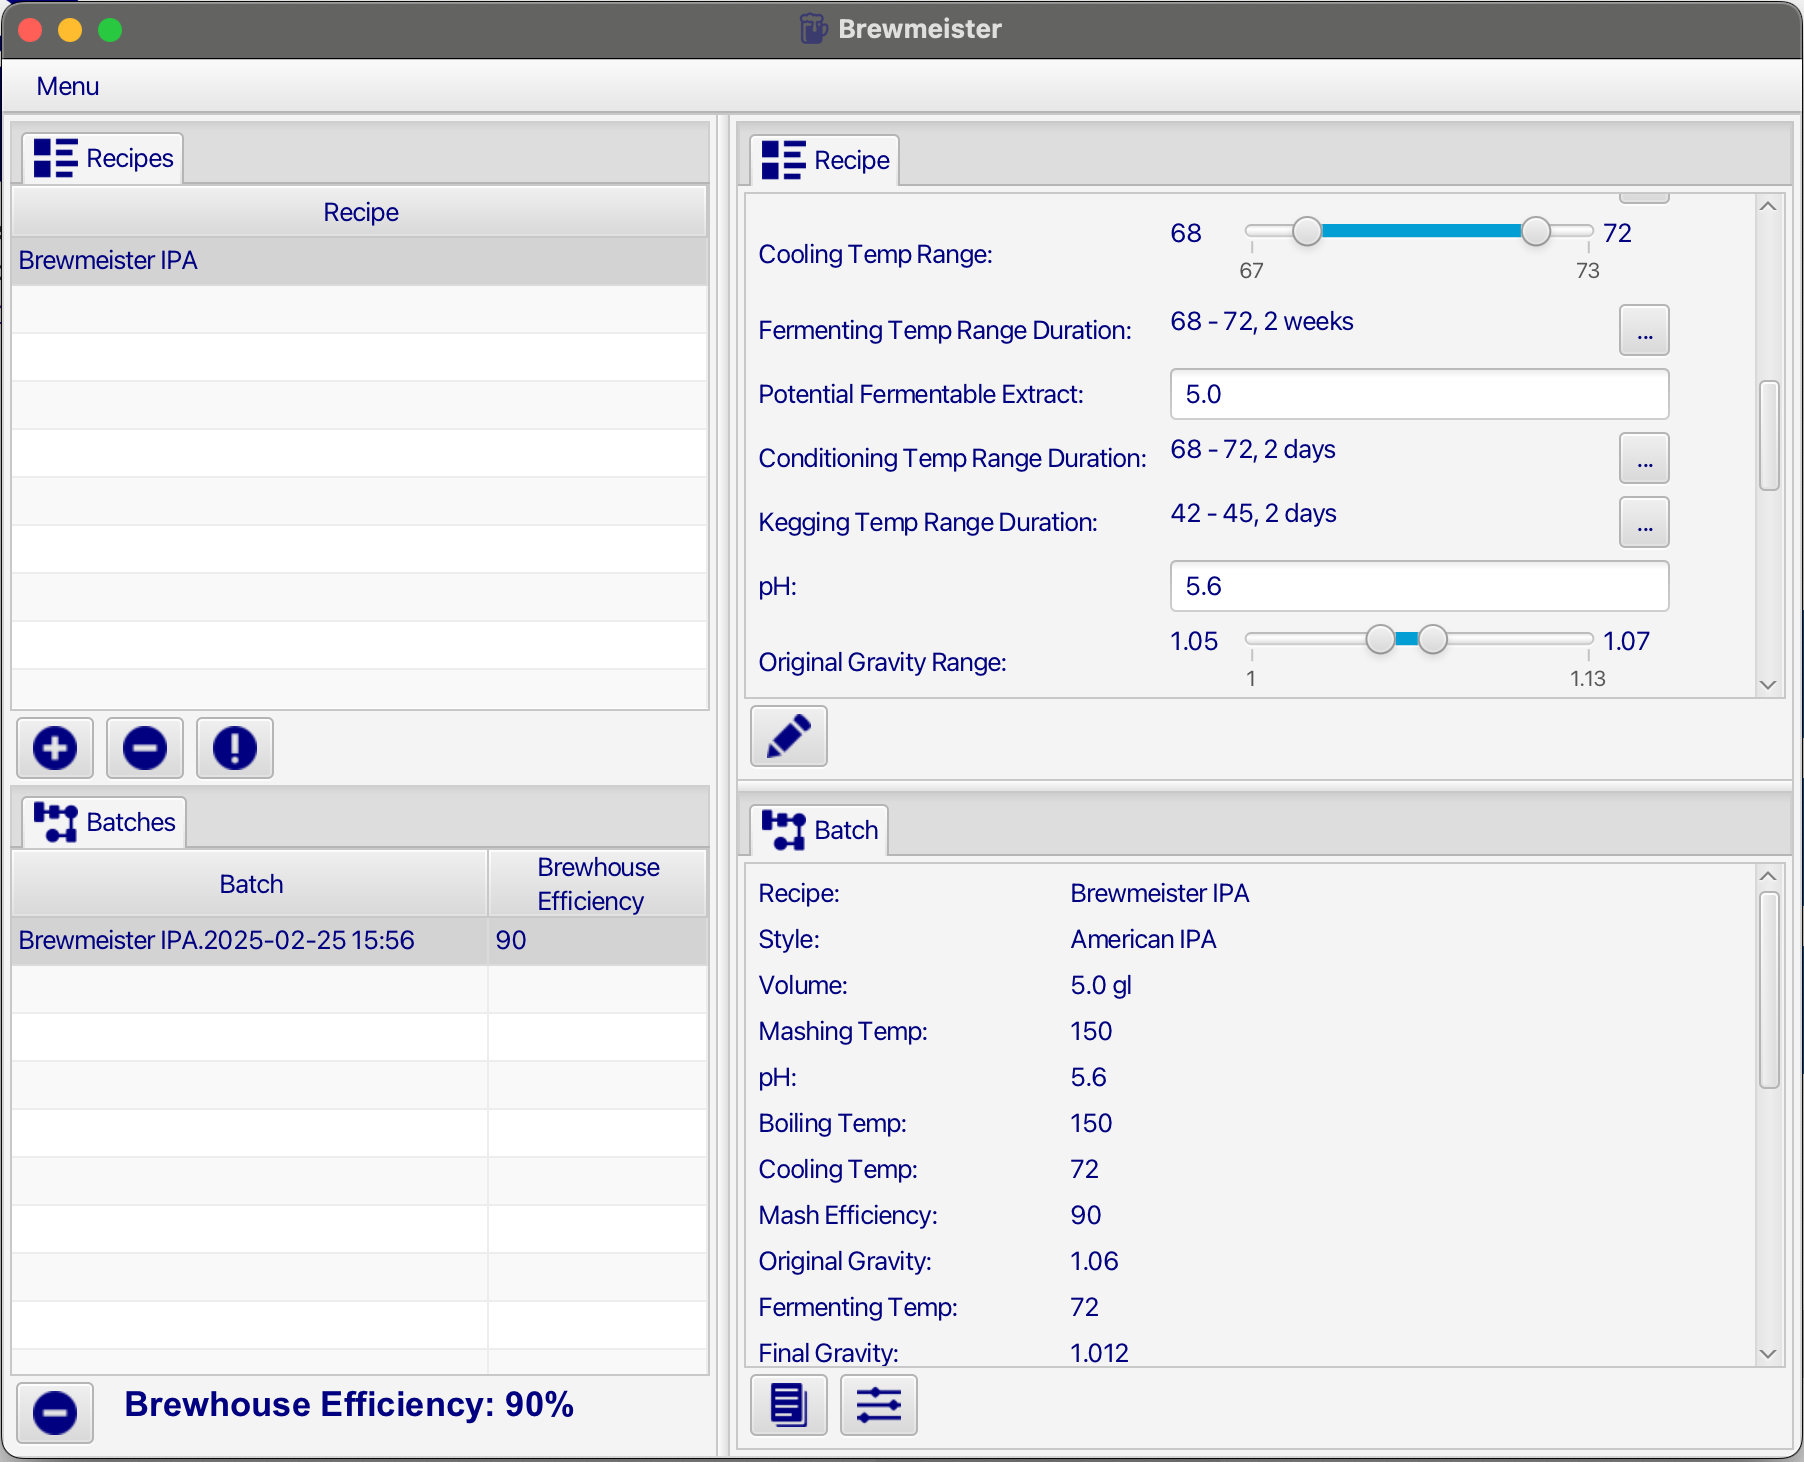 Brewmeister
Menu
Recipes
Recipe
Brewmeister IPA
Batches
Batch
Brewhouse
Efficiency
Brewmeister IPA.2025-02-25 15:56
90
Brewhouse Efficiency: 90%
Recipe
Cooling Temp Range:
68
72
67
73
Fermenting Temp Range Duration:
68 - 72, 2 weeks
...
Potential Fermentable Extract:
5.0
Conditioning Temp Range Duration:
68 - 72, 2 days
...
Kegging Temp Range Duration:
42 - 45, 2 days
...
pH:
5.6
Original Gravity Range:
1.05
1.07
1
1.13
Batch
Recipe:
Brewmeister IPA
Style:
American IPA
Volume:
5.0 gl
Mashing Temp:
150
pH:
5.6
Boiling Temp:
150
Cooling Temp:
72
Mash Efficiency:
90
Original Gravity:
1.06
Fermenting Temp:
72
Final Gravity:
1.012